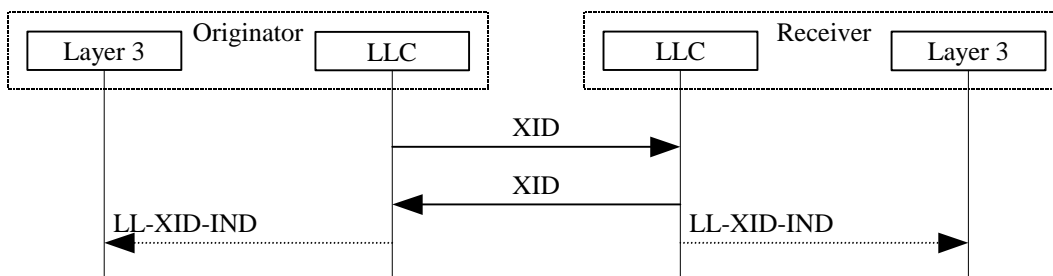 Originator
Receiver
Layer 3
LLC
LLC
Layer 3
XID
XID
LL-XID-IND
LL-XID-IND